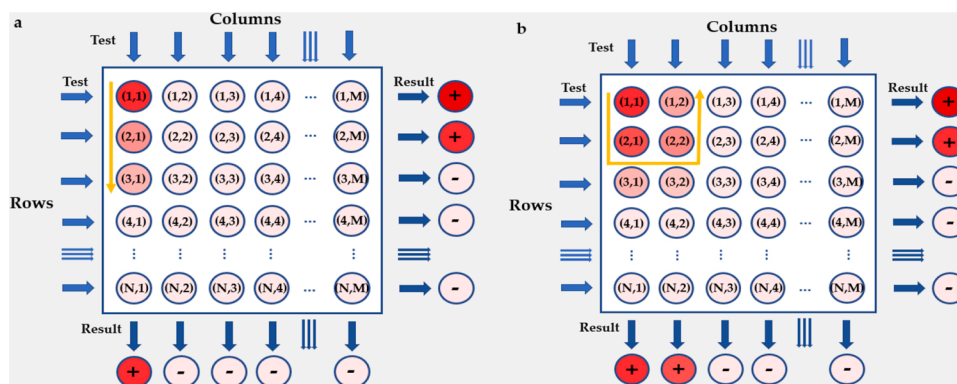 a
Columns
Test
Test
Result
(1,1) (1,2) (1,3) (1,4) ... (1,M) +
(2,1) (2,2) (2,3) (2,4) ... (2,M) +
(3,1) (3,2) (3,3) (3,4) ... (3,M) -
Rows
(4,1) (4,2) (4,3) (4,4) ... (4,M) -
⋮ ⋮ ⋮ ⋮ ⋮
(N,1) (N,2) (N,3) (N,4) ... (N,M) -
Result
+ - - - -
b
Columns
Test
Test
Result
(1,1) (1,2) (1,3) (1,4) ... (1,M) +
(2,1) (2,2) (2,3) (2,4) ... (2,M) +
(3,1) (3,2) (3,3) (3,4) ... (3,M) -
Rows
(4,1) (4,2) (4,3) (4,4) ... (4,M) -
⋮ ⋮ ⋮ ⋮ ⋮
(N,1) (N,2) (N,3) (N,4) ... (N,M) -
Result
+ + - - -